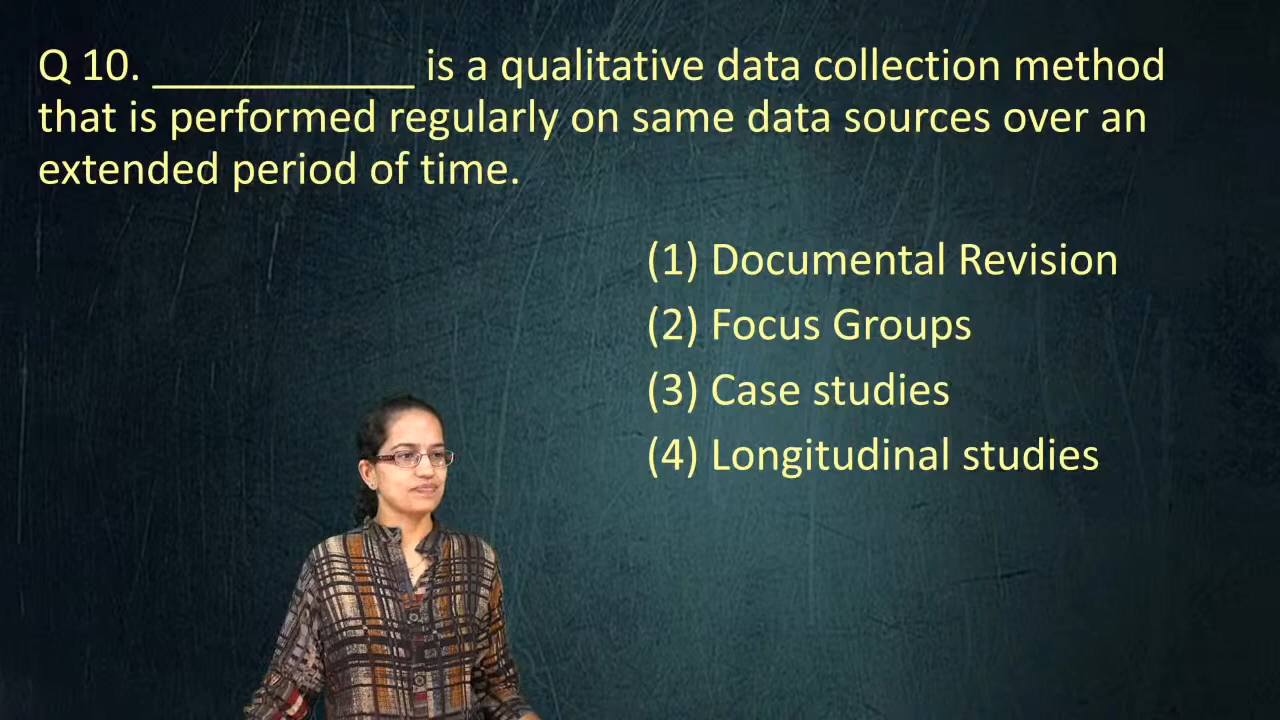 Q 10. ____________ is a qualitative data collection method
that is performed regularly on same data sources over an
extended period of time.
(1) Documental Revision
(2) Focus Groups
(3) Case studies
(4) Longitudinal studies